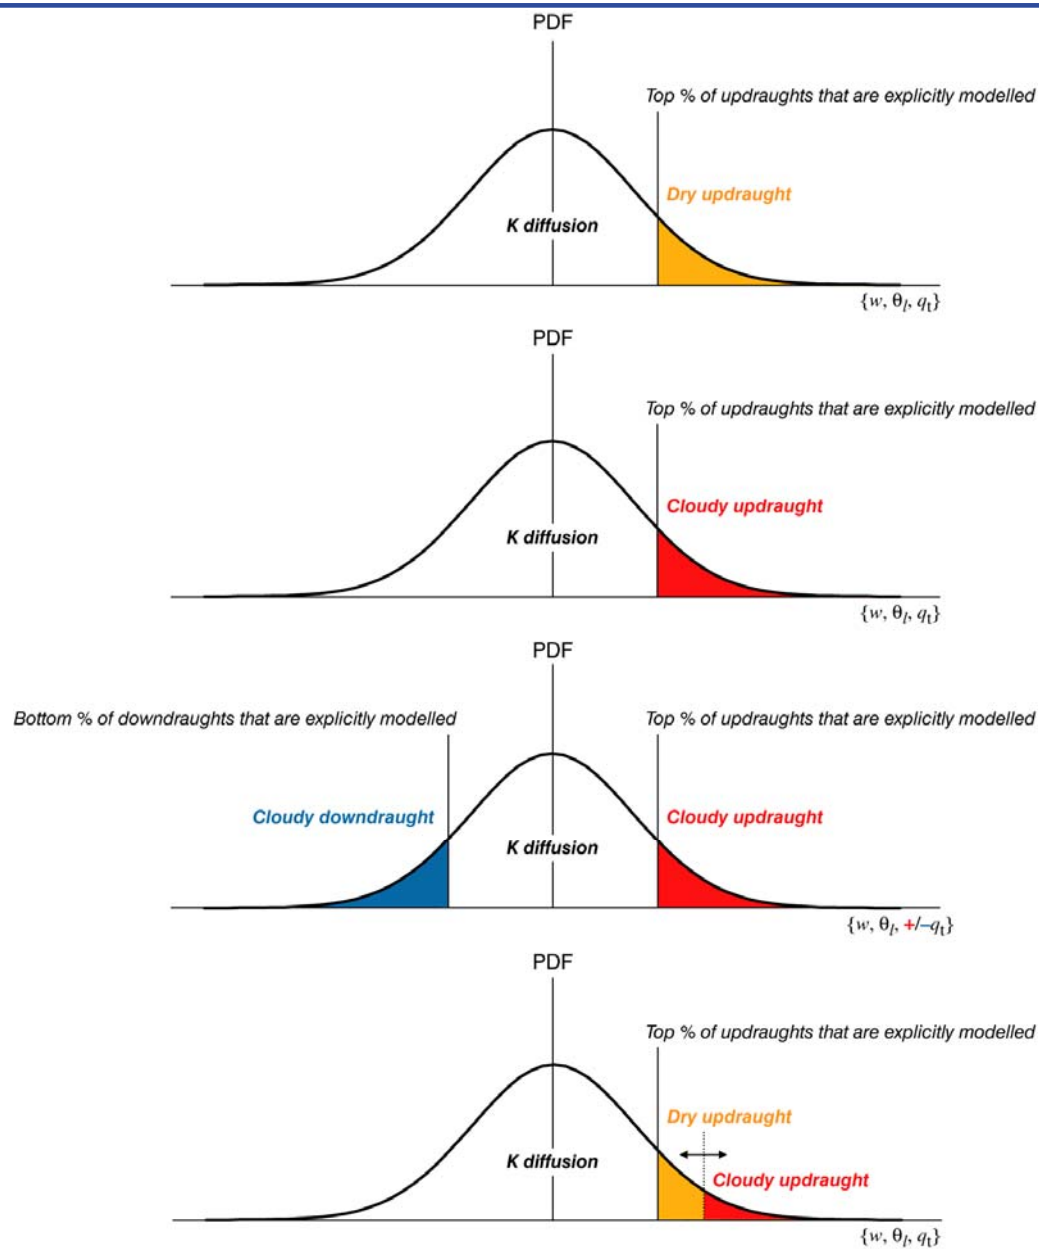 PDF
Top % of updraughts that are explicitly modelled
Dry updraught
K diffusion
{w, θl, qt}
PDF
Top % of updraughts that are explicitly modelled
Cloudy updraught
K diffusion
{w, θl, qt}
PDF
Bottom % of downdraughts that are explicitly modelled
Top % of updraughts that are explicitly modelled
Cloudy downdraught
Cloudy updraught
K diffusion
{w, θl, +/–qt}
PDF
Top % of updraughts that are explicitly modelled
Dry updraught
K diffusion
Cloudy updraught
{w, θl, qt}